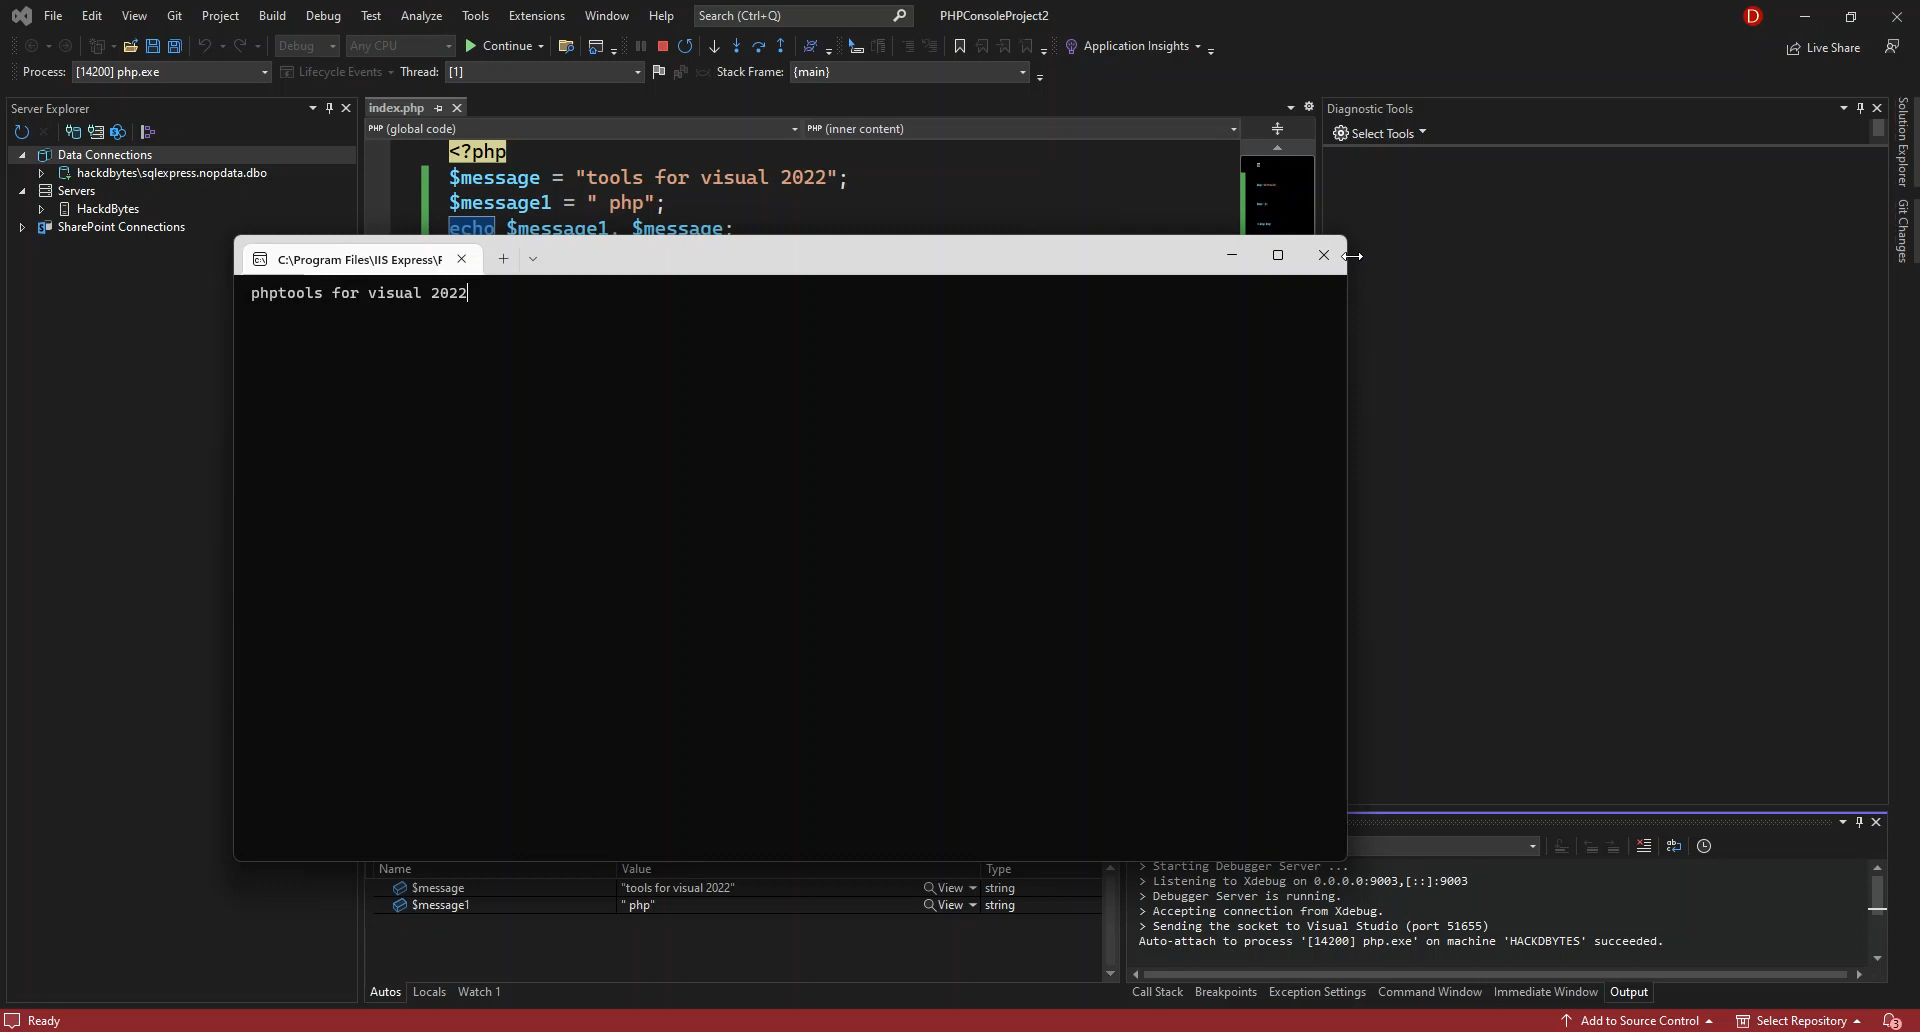 File Edit View Git Project Build Debug Test Analyze Tools Extensions Window Help Search (Ctrl+Q) PHPConsoleProject2 D
Debug Any CPU Continue Application Insights Live Share
Process: [14200] php.exe Lifecycle Events Thread: [1] Stack Frame: {main}
Server Explorer
Data Connections
hackdbytes\sqlexpress.nopdata.dbo
Servers
HackdBytes
SharePoint Connections
index.php
PHP (global code) PHP (inner content)
<?php
$message = "tools for visual 2022";
$message1 = " php";
echo $message1, $message;
Diagnostic Tools
Select Tools
Solution Explorer
Git Changes
C:\Program Files\IIS Express\F
phptools for visual 2022
Name Value Type
$message "tools for visual 2022" View string
$message1 " php" View string
Autos Locals Watch 1
> Starting Debugger Server ...
> Listening to Xdebug on 0.0.0.0:9003,[::]:9003
> Debugger Server is running.
> Accepting connection from Xdebug.
> Sending the socket to Visual Studio (port 51655)
Auto-attach to process '[14200] php.exe' on machine 'HACKDBYTES' succeeded.
Call Stack Breakpoints Exception Settings Command Window Immediate Window Output
Ready Add to Source Control Select Repository 3